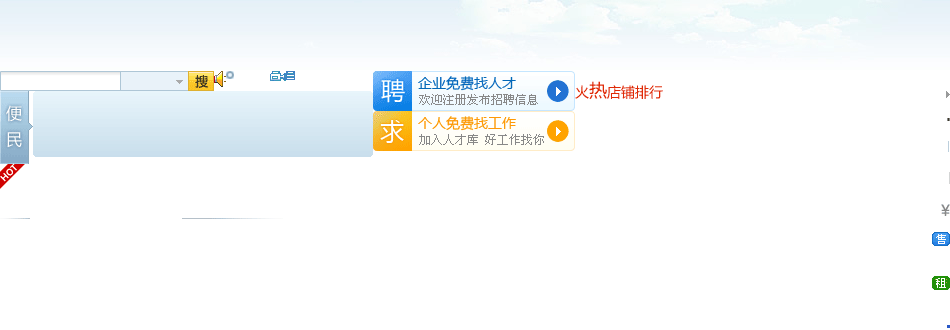 搜
便民
HOT
聘
企业免费找人才
欢迎注册发布招聘信息
求
个人免费找工作
加入人才库 好工作找你
火热店铺排行
¥
售
租